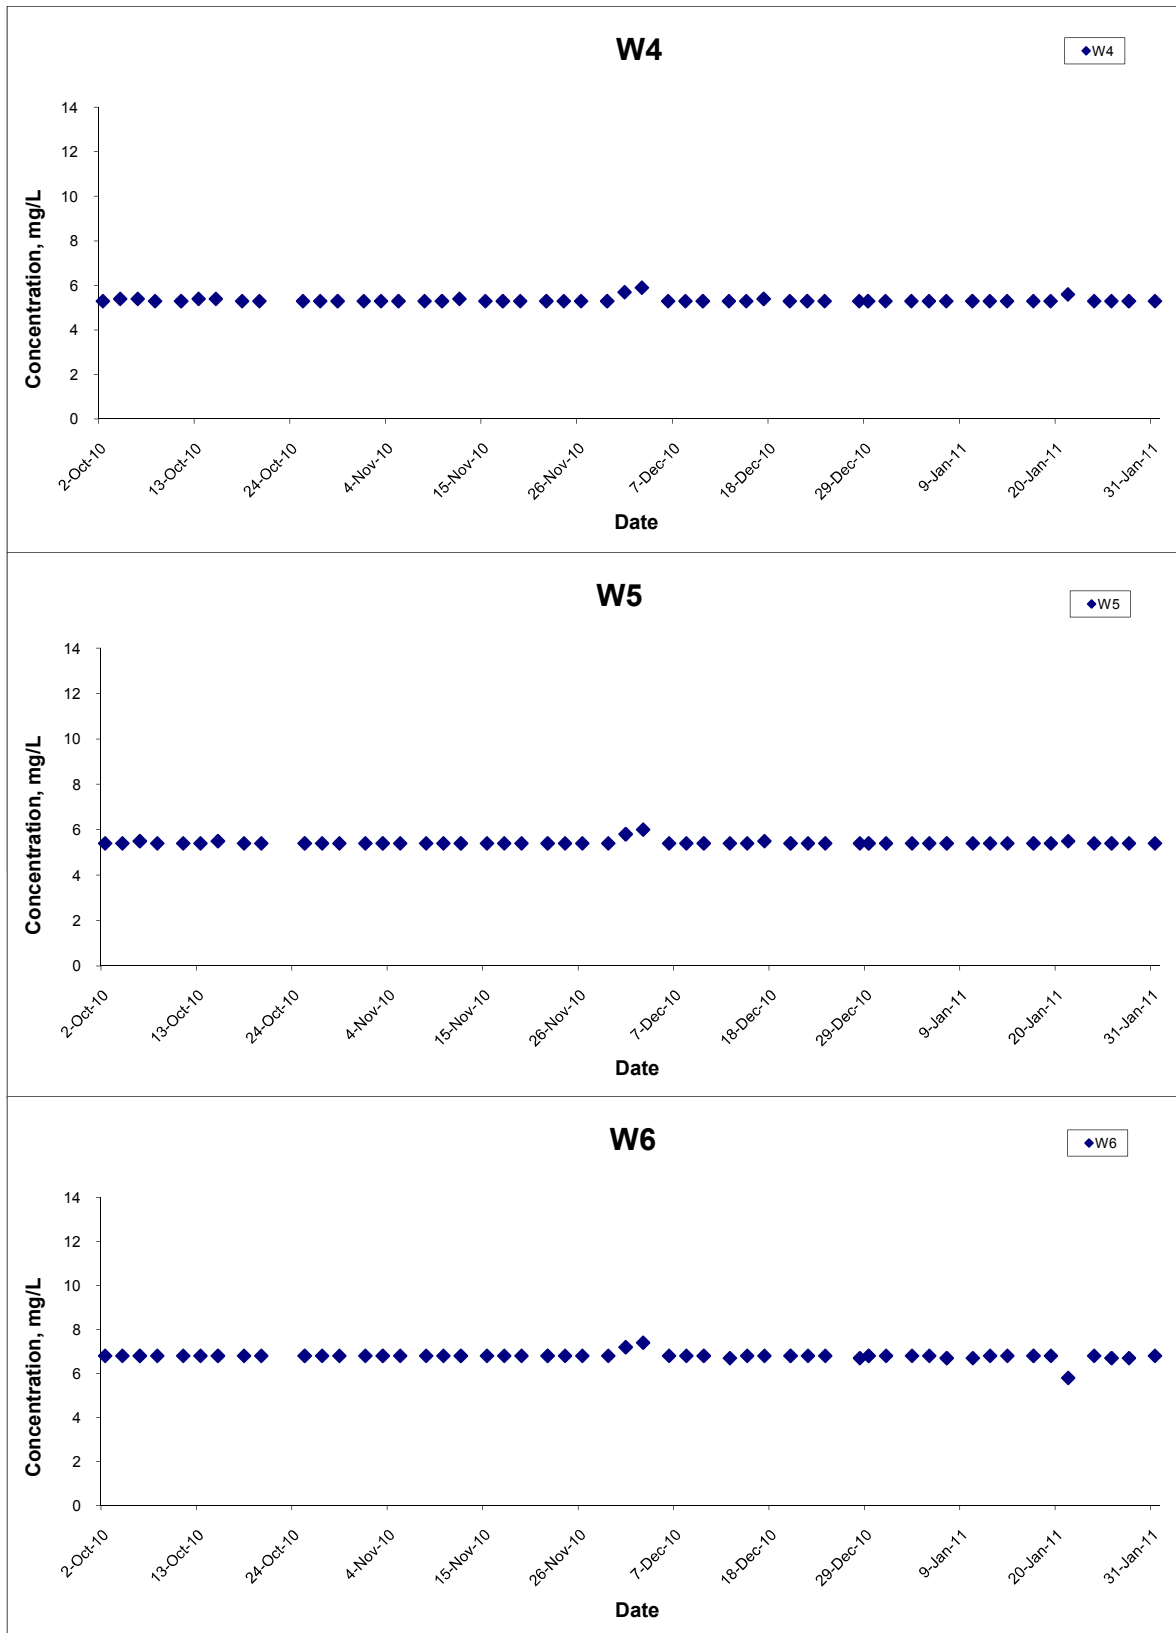 W4
W4
14
12
10
8
6
4
2
0
Concentration, mg/L
2-Oct-10
13-Oct-10
24-Oct-10
4-Nov-10
15-Nov-10
26-Nov-10
7-Dec-10
18-Dec-10
29-Dec-10
9-Jan-11
20-Jan-11
31-Jan-11
Date
W5
W5
14
12
10
8
6
4
2
0
Concentration, mg/L
2-Oct-10
13-Oct-10
24-Oct-10
4-Nov-10
15-Nov-10
26-Nov-10
7-Dec-10
18-Dec-10
29-Dec-10
9-Jan-11
20-Jan-11
31-Jan-11
Date
W6
W6
14
12
10
8
6
4
2
0
Concentration, mg/L
2-Oct-10
13-Oct-10
24-Oct-10
4-Nov-10
15-Nov-10
26-Nov-10
7-Dec-10
18-Dec-10
29-Dec-10
9-Jan-11
20-Jan-11
31-Jan-11
Date